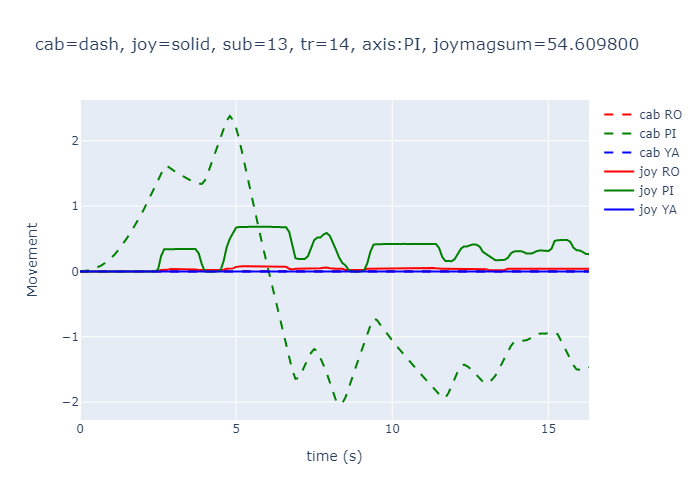 cab=dash, joy=solid, sub=13, tr=14, axis:PI, joymagsum=54.609800
cab RO
cab PI
cab YA
joy RO
joy PI
joy YA
2
1
0
−1
−2
Movement
0
5
10
15
time (s)